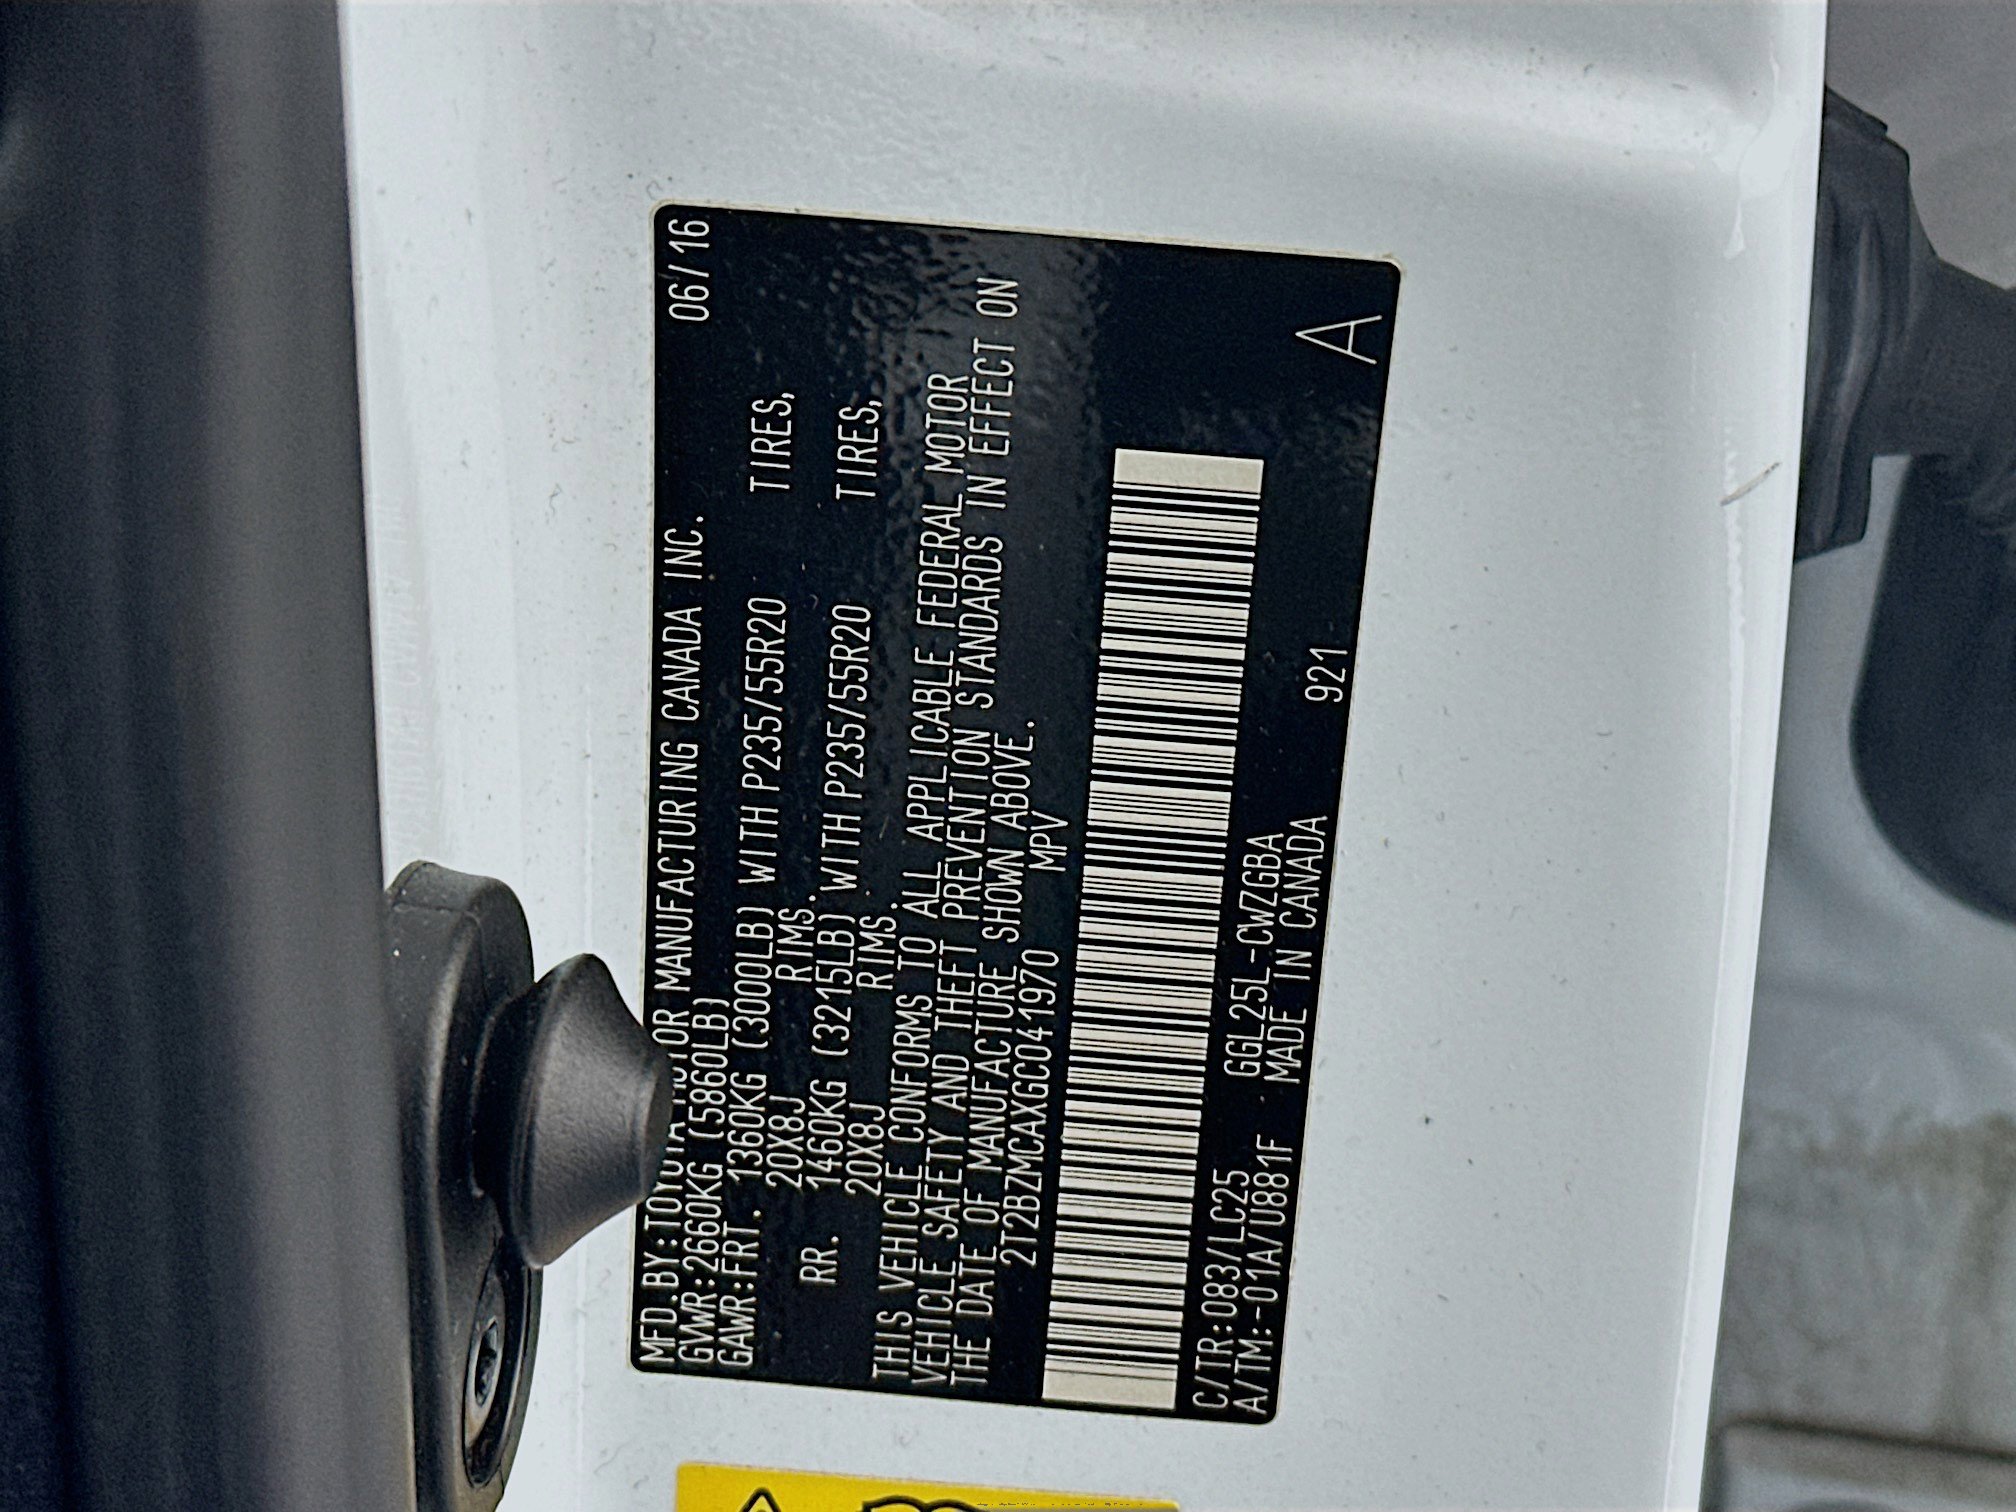 MFD.BY:TOYOTA MOTOR MANUFACTURING CANADA INC. 06/16
GVWR:2660KG (5860LB)
GAWR:FRT. 1360KG (3000LB) WITH P235/55R20 TIRES,
20X8J RIMS.
RR. 1460KG (3215LB) WITH P235/55R20 TIRES,
20X8J RIMS.
THIS VEHICLE CONFORMS TO ALL APPLICABLE FEDERAL MOTOR
VEHICLE SAFETY AND THEFT PREVENTION STANDARDS IN EFFECT ON
THE DATE OF MANUFACTURE SHOWN ABOVE.
2T2BZMCAXGC041970 MPV
C/TR:083/LC25 GGL25L-CWZGBA
A/TM:-01A/U881F MADE IN CANADA 921
A